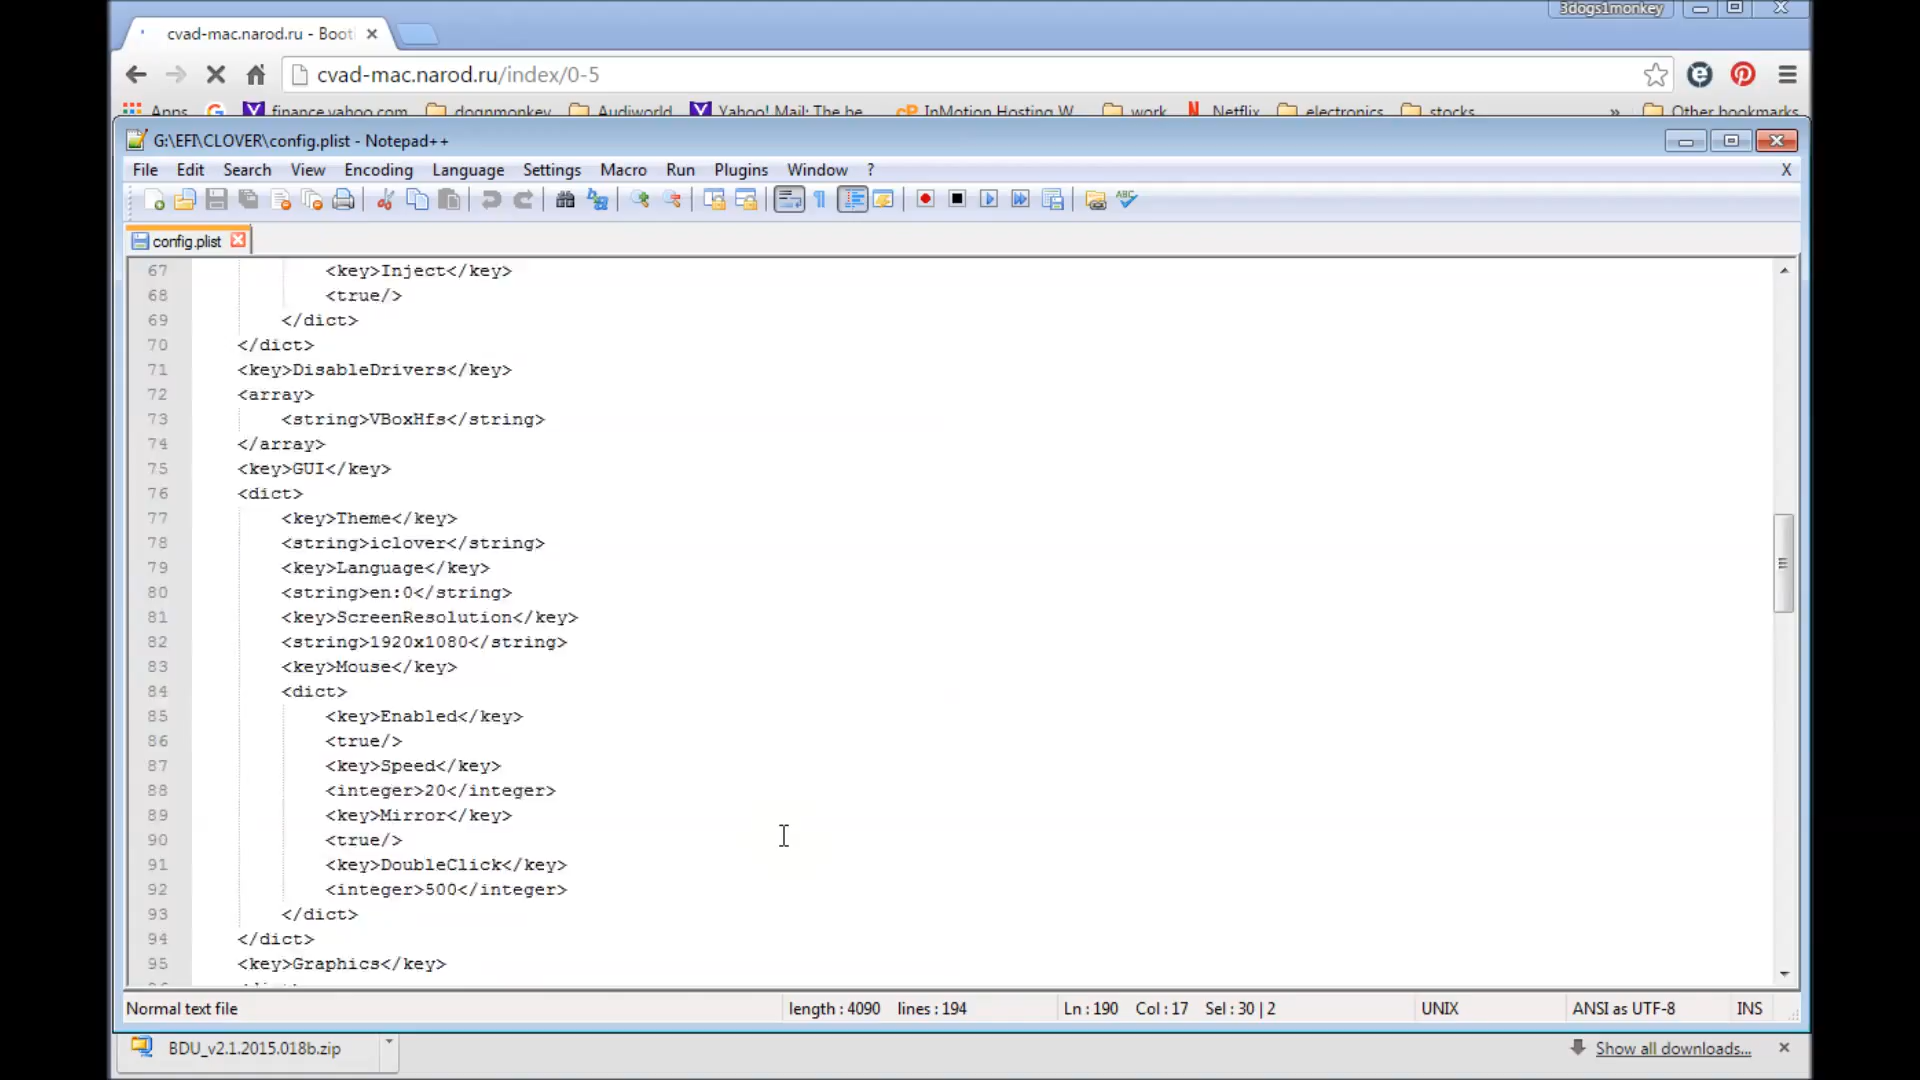 3dogs1monkey
cvad-mac.narod.ru - Boot
cvad-mac.narod.ru/index/0-5
Apps finance.yahoo.com dognmonkey Audiworld Yahoo! Mail: The be InMotion Hosting W work Netflix electronics stocks » Other bookmarks
G:\EFI\CLOVER\config.plist - Notepad++
File Edit Search View Encoding Language Settings Macro Run Plugins Window ? X
config.plist
67 <key>Inject</key>
68 <true/>
69 </dict>
70 </dict>
71 <key>DisableDrivers</key>
72 <array>
73 <string>VBoxHfs</string>
74 </array>
75 <key>GUI</key>
76 <dict>
77 <key>Theme</key>
78 <string>iclover</string>
79 <key>Language</key>
80 <string>en:0</string>
81 <key>ScreenResolution</key>
82 <string>1920x1080</string>
83 <key>Mouse</key>
84 <dict>
85 <key>Enabled</key>
86 <true/>
87 <key>Speed</key>
88 <integer>20</integer>
89 <key>Mirror</key>
90 <true/>
91 <key>DoubleClick</key>
92 <integer>500</integer>
93 </dict>
94 </dict>
95 <key>Graphics</key>
Normal text file length : 4090 lines : 194 Ln : 190 Col : 17 Sel : 30 | 2 UNIX ANSI as UTF-8 INS
BDU_v2.1.2015.018b.zip Show all downloads...